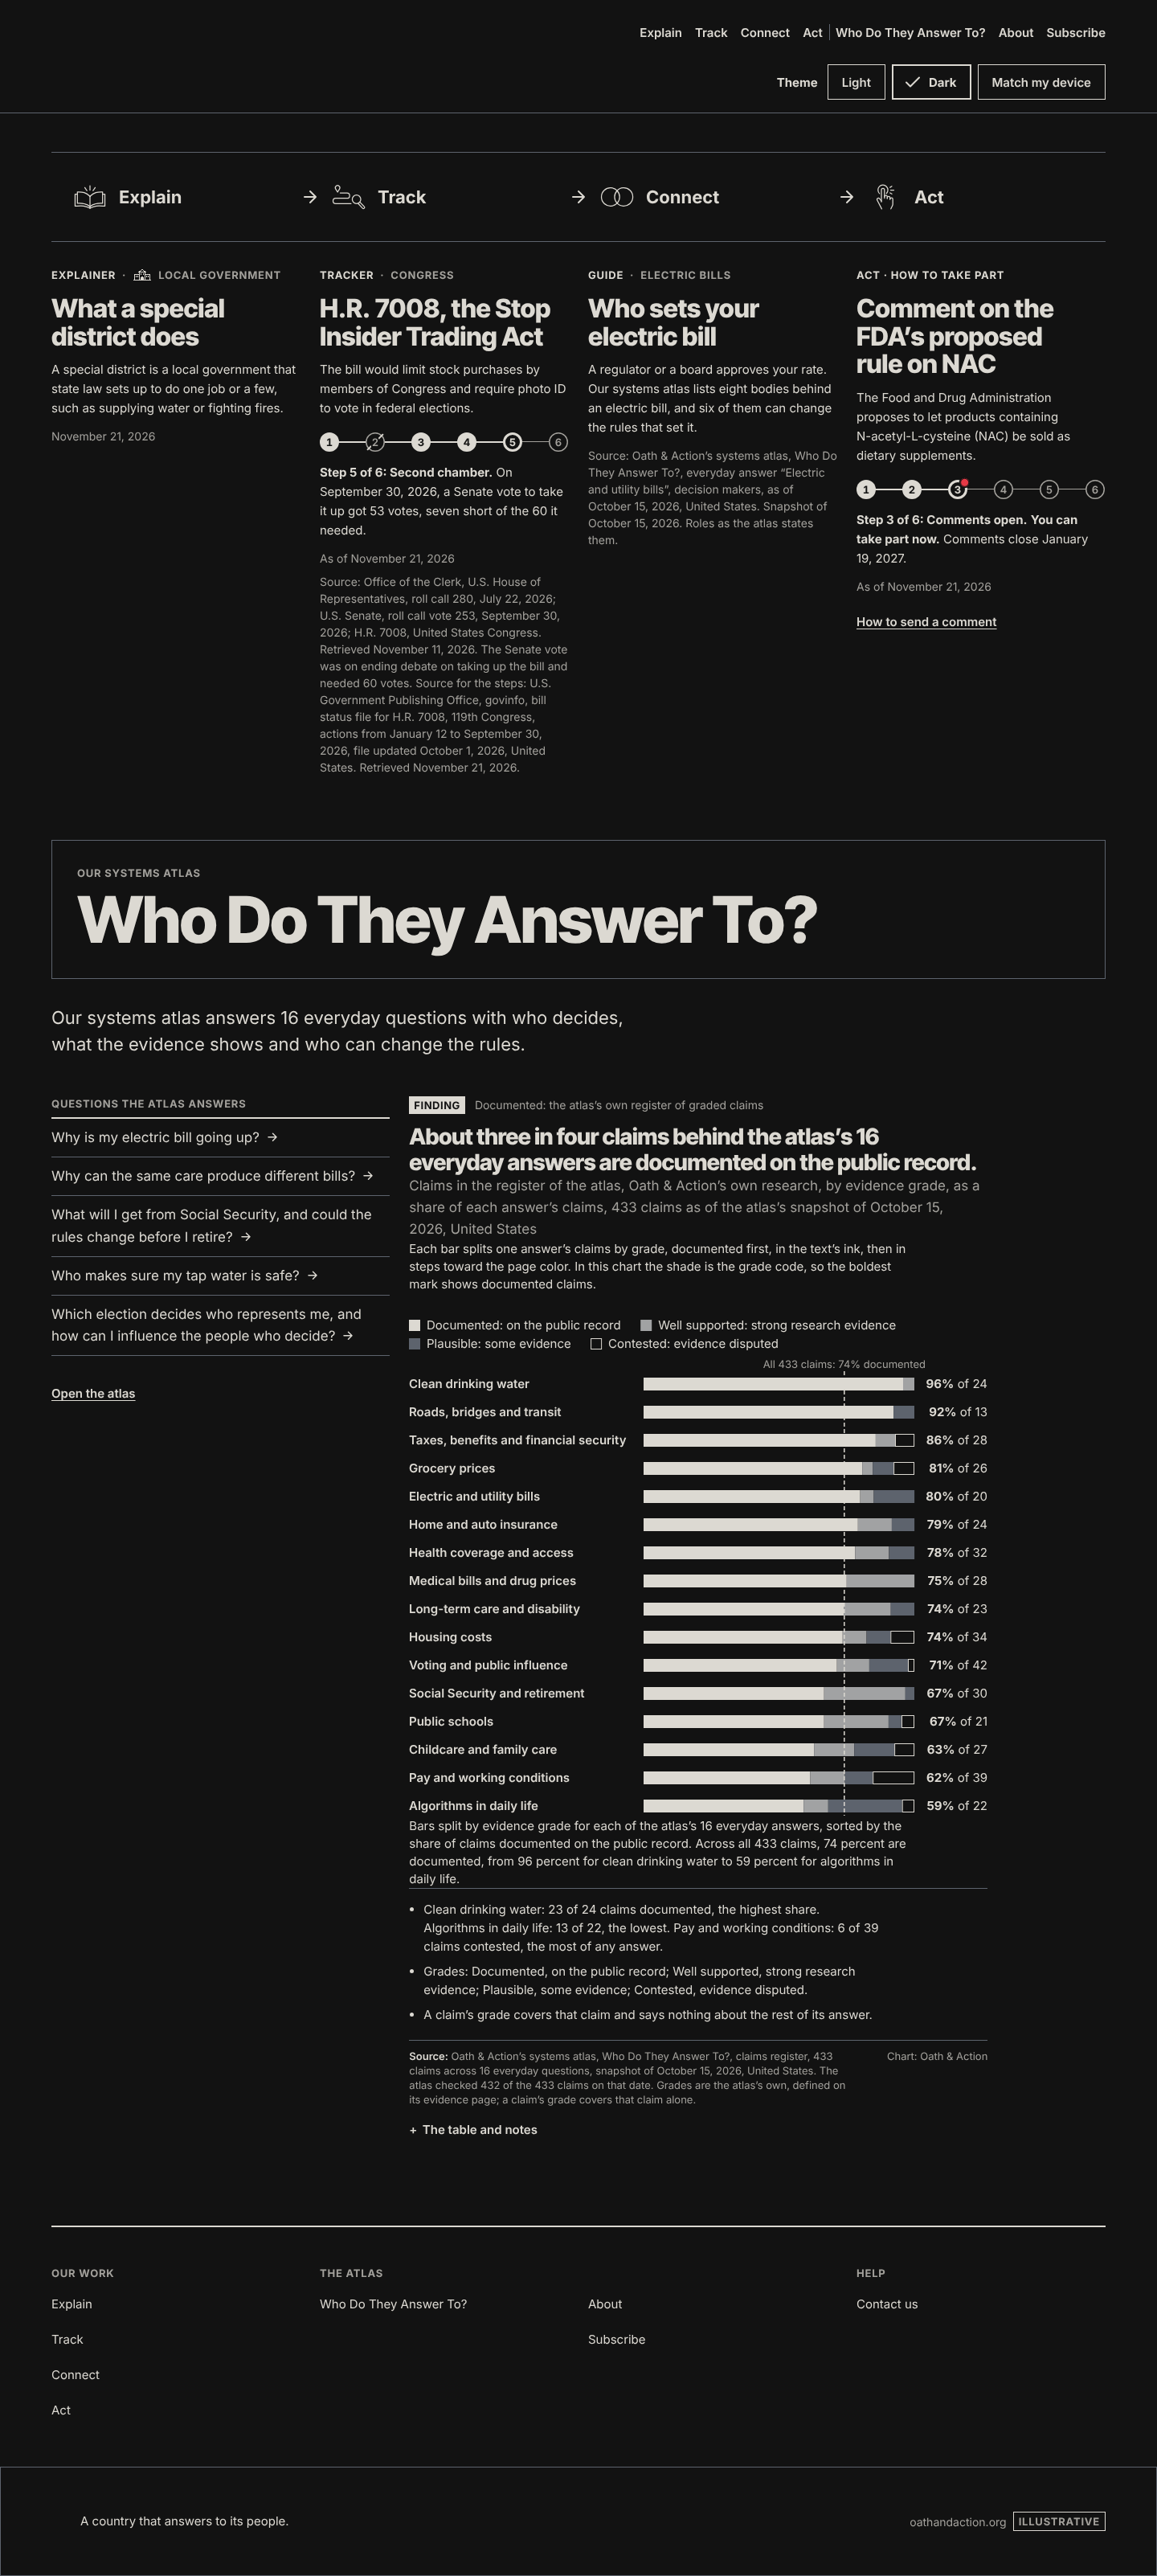 Explain Track Connect Act Who Do They Answer To? About Subscribe
Theme Light Dark Match my device
Explain Track Connect Act
EXPLAINER · LOCAL GOVERNMENT
What a special
district does
A special district is a local government that
state law sets up to do one job or a few,
such as supplying water or fighting fires.
November 21, 2026
TRACKER · CONGRESS
H.R. 7008, the Stop
Insider Trading Act
The bill would limit stock purchases by
members of Congress and require photo ID
to vote in federal elections.
1 2 3 4 5 6
Step 5 of 6: Second chamber. On
September 30, 2026, a Senate vote to take
it up got 53 votes, seven short of the 60 it
needed.
As of November 21, 2026
Source: Office of the Clerk, U.S. House of
Representatives, roll call 280, July 22, 2026;
U.S. Senate, roll call vote 253, September 30,
2026; H.R. 7008, United States Congress.
Retrieved November 11, 2026. The Senate vote
was on ending debate on taking up the bill and
needed 60 votes. Source for the steps: U.S.
Government Publishing Office, govinfo, bill
status file for H.R. 7008, 119th Congress,
actions from January 12 to September 30,
2026, file updated October 1, 2026, United
States. Retrieved November 21, 2026.
GUIDE · ELECTRIC BILLS
Who sets your
electric bill
A regulator or a board approves your rate.
Our systems atlas lists eight bodies behind
an electric bill, and six of them can change
the rules that set it.
Source: Oath & Action’s systems atlas, Who Do
They Answer To?, everyday answer “Electric
and utility bills”, decision makers, as of
October 15, 2026, United States. Snapshot of
October 15, 2026. Roles as the atlas states
them.
ACT · HOW TO TAKE PART
Comment on the
FDA’s proposed
rule on NAC
The Food and Drug Administration
proposes to let products containing
N-acetyl-L-cysteine (NAC) be sold as
dietary supplements.
1 2 3 4 5 6
Step 3 of 6: Comments open. You can
take part now. Comments close January
19, 2027.
As of November 21, 2026
How to send a comment
OUR SYSTEMS ATLAS
Who Do They Answer To?
Our systems atlas answers 16 everyday questions with who decides,
what the evidence shows and who can change the rules.
QUESTIONS THE ATLAS ANSWERS
Why is my electric bill going up?
Why can the same care produce different bills?
What will I get from Social Security, and could the
rules change before I retire?
Who makes sure my tap water is safe?
Which election decides who represents me, and
how can I influence the people who decide?
Open the atlas
FINDING Documented: the atlas’s own register of graded claims
About three in four claims behind the atlas’s 16
everyday answers are documented on the public record.
Claims in the register of the atlas, Oath & Action’s own research, by evidence grade, as a
share of each answer’s claims, 433 claims as of the atlas’s snapshot of October 15,
2026, United States
Each bar splits one answer’s claims by grade, documented first, in the text’s ink, then in
steps toward the page color. In this chart the shade is the grade code, so the boldest
mark shows documented claims.
Documented: on the public record Well supported: strong research evidence
Plausible: some evidence Contested: evidence disputed
All 433 claims: 74% documented
Clean drinking water 96% of 24
Roads, bridges and transit 92% of 13
Taxes, benefits and financial security 86% of 28
Grocery prices 81% of 26
Electric and utility bills 80% of 20
Home and auto insurance 79% of 24
Health coverage and access 78% of 32
Medical bills and drug prices 75% of 28
Long-term care and disability 74% of 23
Housing costs 74% of 34
Voting and public influence 71% of 42
Social Security and retirement 67% of 30
Public schools 67% of 21
Childcare and family care 63% of 27
Pay and working conditions 62% of 39
Algorithms in daily life 59% of 22
Bars split by evidence grade for each of the atlas’s 16 everyday answers, sorted by the
share of claims documented on the public record. Across all 433 claims, 74 percent are
documented, from 96 percent for clean drinking water to 59 percent for algorithms in
daily life.
• Clean drinking water: 23 of 24 claims documented, the highest share.
Algorithms in daily life: 13 of 22, the lowest. Pay and working conditions: 6 of 39
claims contested, the most of any answer.
• Grades: Documented, on the public record; Well supported, strong research
evidence; Plausible, some evidence; Contested, evidence disputed.
• A claim’s grade covers that claim and says nothing about the rest of its answer.
Source: Oath & Action’s systems atlas, Who Do They Answer To?, claims register, 433
claims across 16 everyday questions, snapshot of October 15, 2026, United States. The
atlas checked 432 of the 433 claims on that date. Grades are the atlas’s own, defined on
its evidence page; a claim’s grade covers that claim alone.
Chart: Oath & Action
+ The table and notes
OUR WORK
Explain
Track
Connect
Act
THE ATLAS
Who Do They Answer To?
About
Subscribe
HELP
Contact us
A country that answers to its people.
oathandaction.org ILLUSTRATIVE